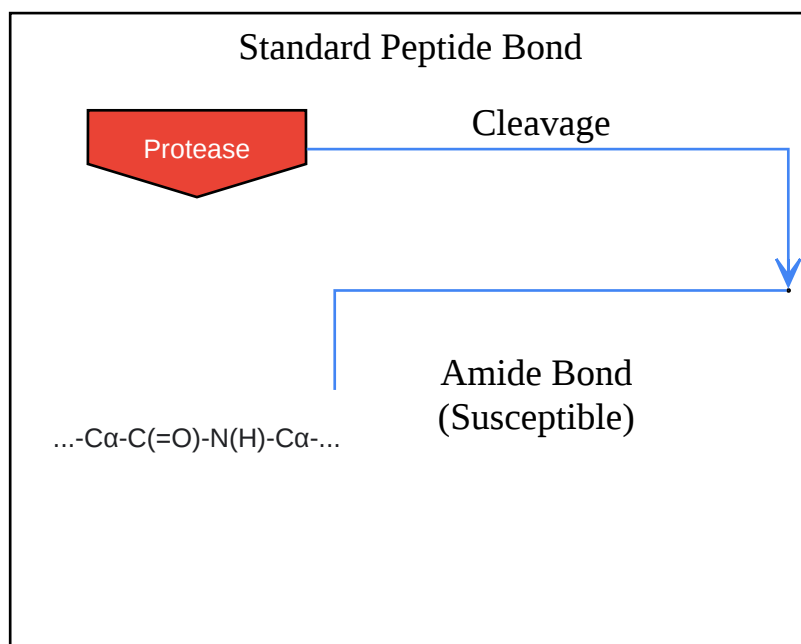 Standard Peptide Bond
Protease
Cleavage
Amide Bond
(Susceptible)
...-Cα-C(=O)-N(H)-Cα-...